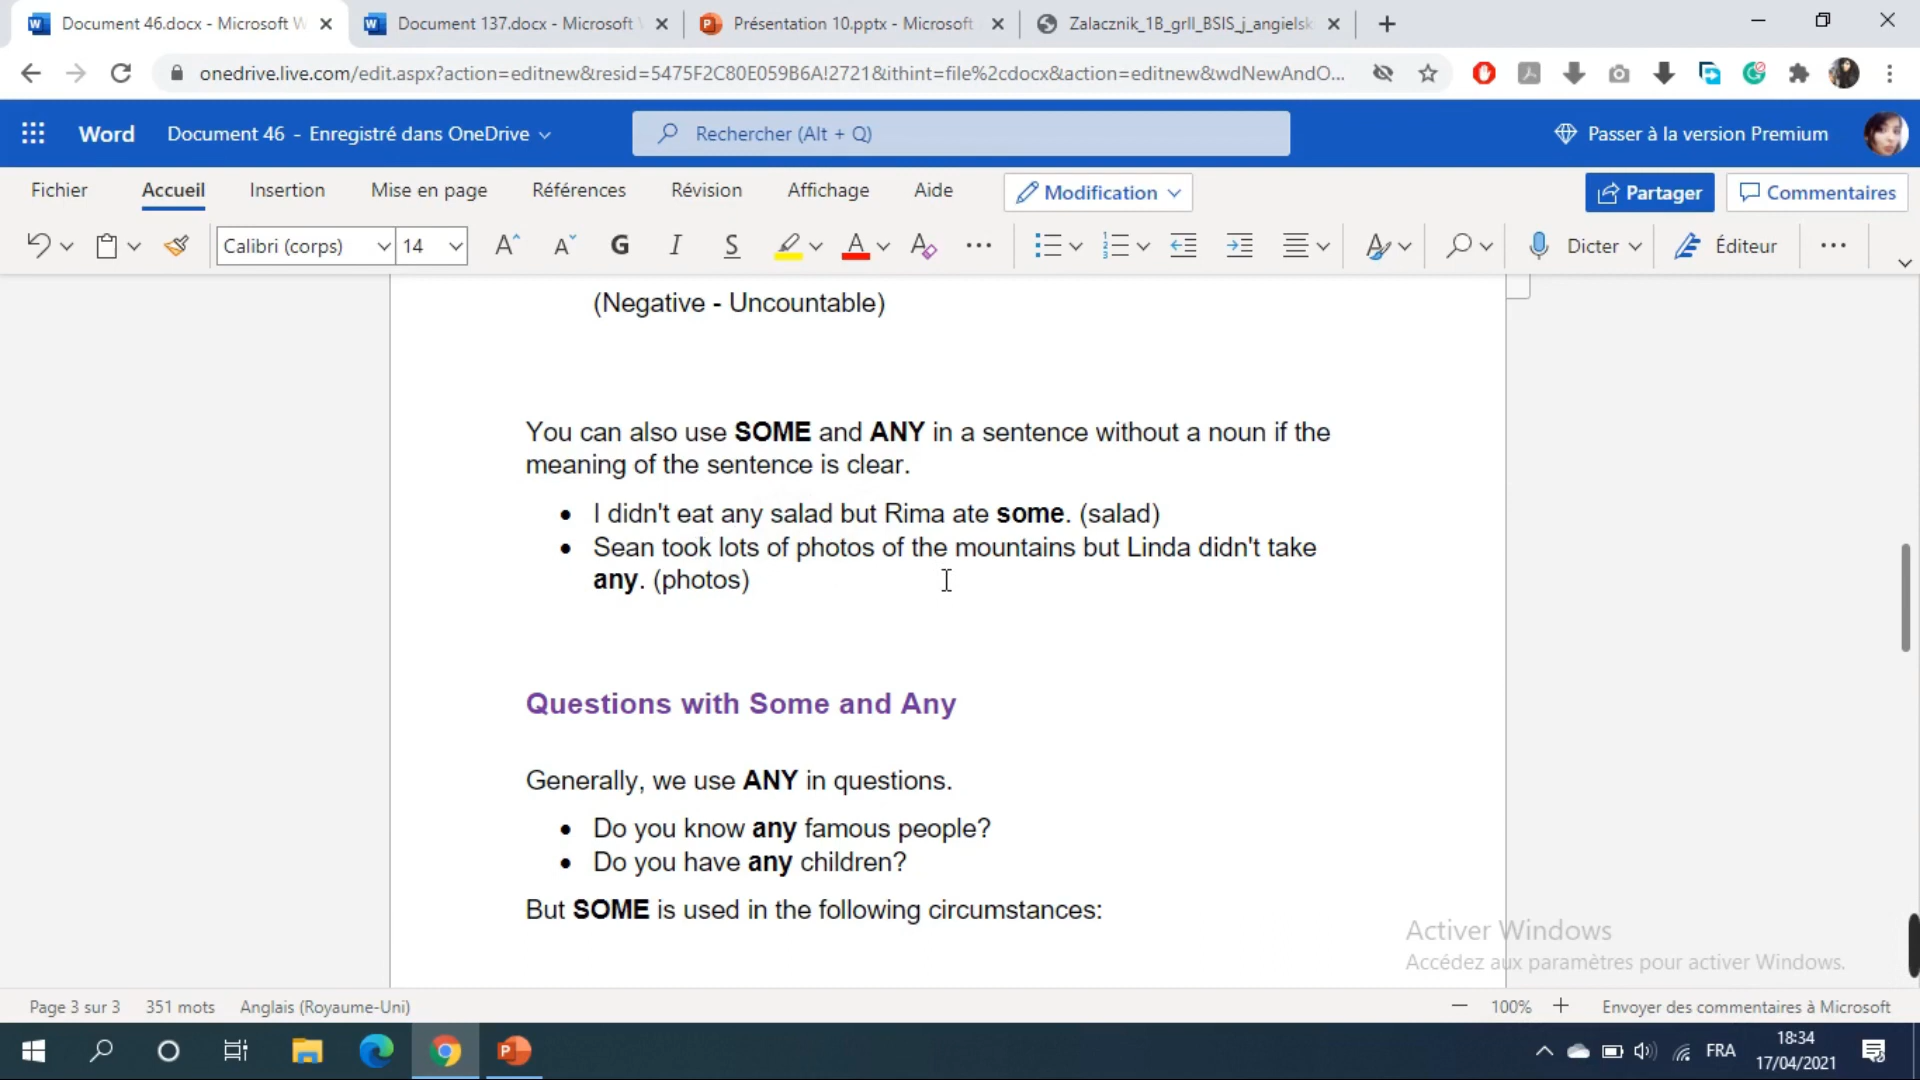 Document 46.docx - Microsoft W
Document 137.docx - Microsoft
Présentation 10.pptx - Microsoft
Zalacznik_1B_grII_BSIS_j_angielsk
onedrive.live.com/edit.aspx?action=editnew&resid=5475F2C80E059B6A!2721&ithint=file%2cdocx&action=editnew&wdNewAndO...
Word
Document 46 - Enregistré dans OneDrive
Rechercher (Alt + Q)
Passer à la version Premium
Fichier
Accueil
Insertion
Mise en page
Références
Révision
Affichage
Aide
Modification
Partager
Commentaires
Calibri (corps)
14
G
I
S
Dicter
Éditeur
(Negative - Uncountable)
You can also use SOME and ANY in a sentence without a noun if the
meaning of the sentence is clear.
• I didn't eat any salad but Rima ate some. (salad)
• Sean took lots of photos of the mountains but Linda didn't take
any. (photos)
Questions with Some and Any
Generally, we use ANY in questions.
• Do you know any famous people?
• Do you have any children?
But SOME is used in the following circumstances:
Activer Windows
Accédez aux paramètres pour activer Windows.
Page 3 sur 3
351 mots
Anglais (Royaume-Uni)
100%
Envoyer des commentaires à Microsoft
FRA
18:34
17/04/2021